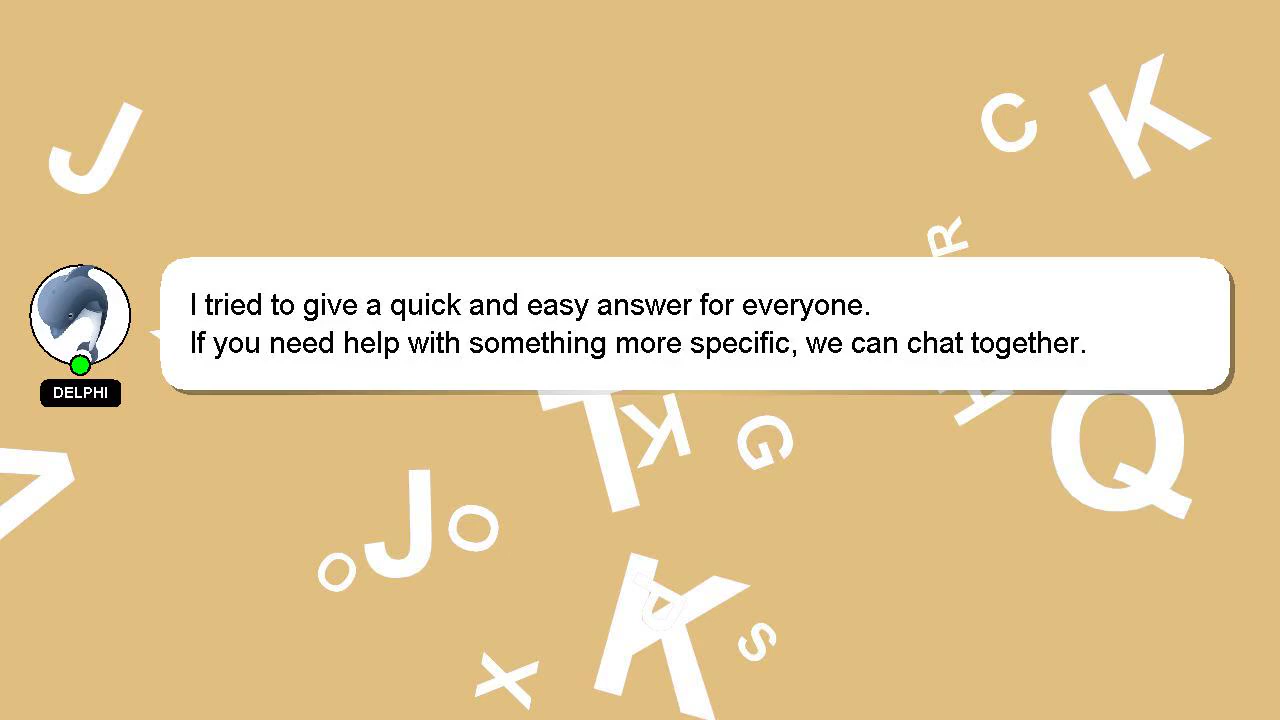 J
C
K
R
I tried to give a quick and easy answer for everyone.
If you need help with something more specific, we can chat together.
DELPHI
T
K
G
Q
J
O
O
K
S
X